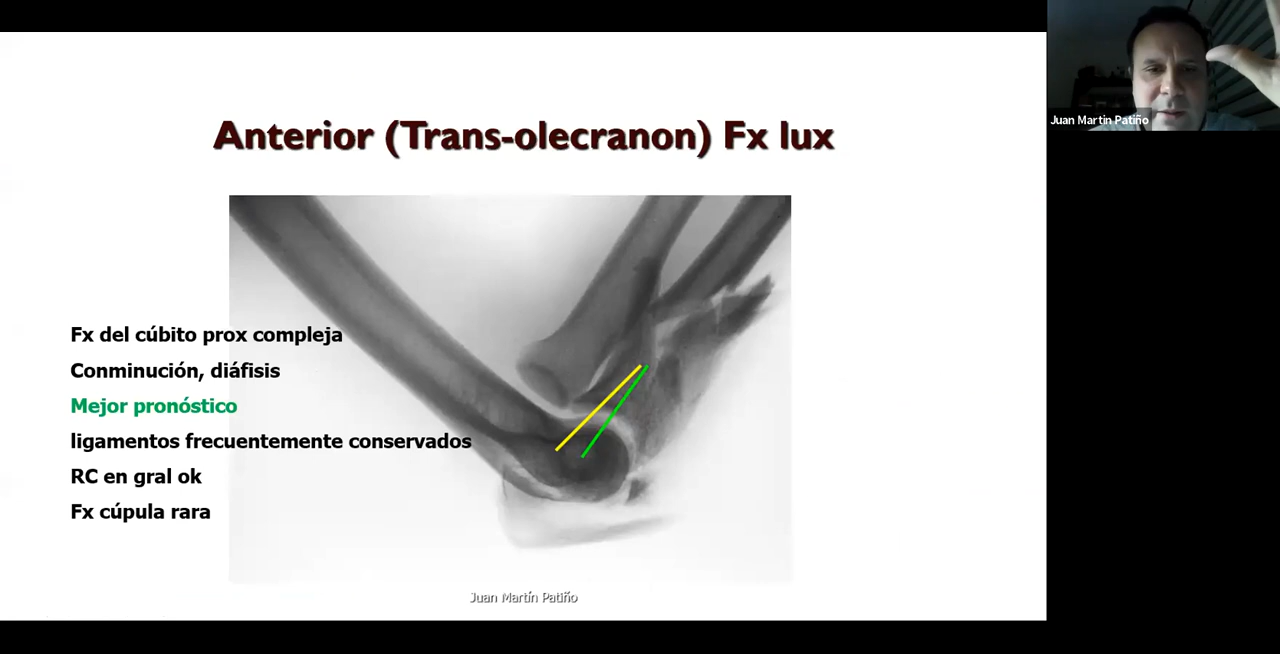 Anterior (Trans-olecranon) Fx lux
Fx del cúbito prox compleja
Conminución, diáfisis
Mejor pronóstico
ligamentos frecuentemente conservados
RC en gral ok
Fx cúpula rara
Juan Martín Patiño
Juan Martin Patiño